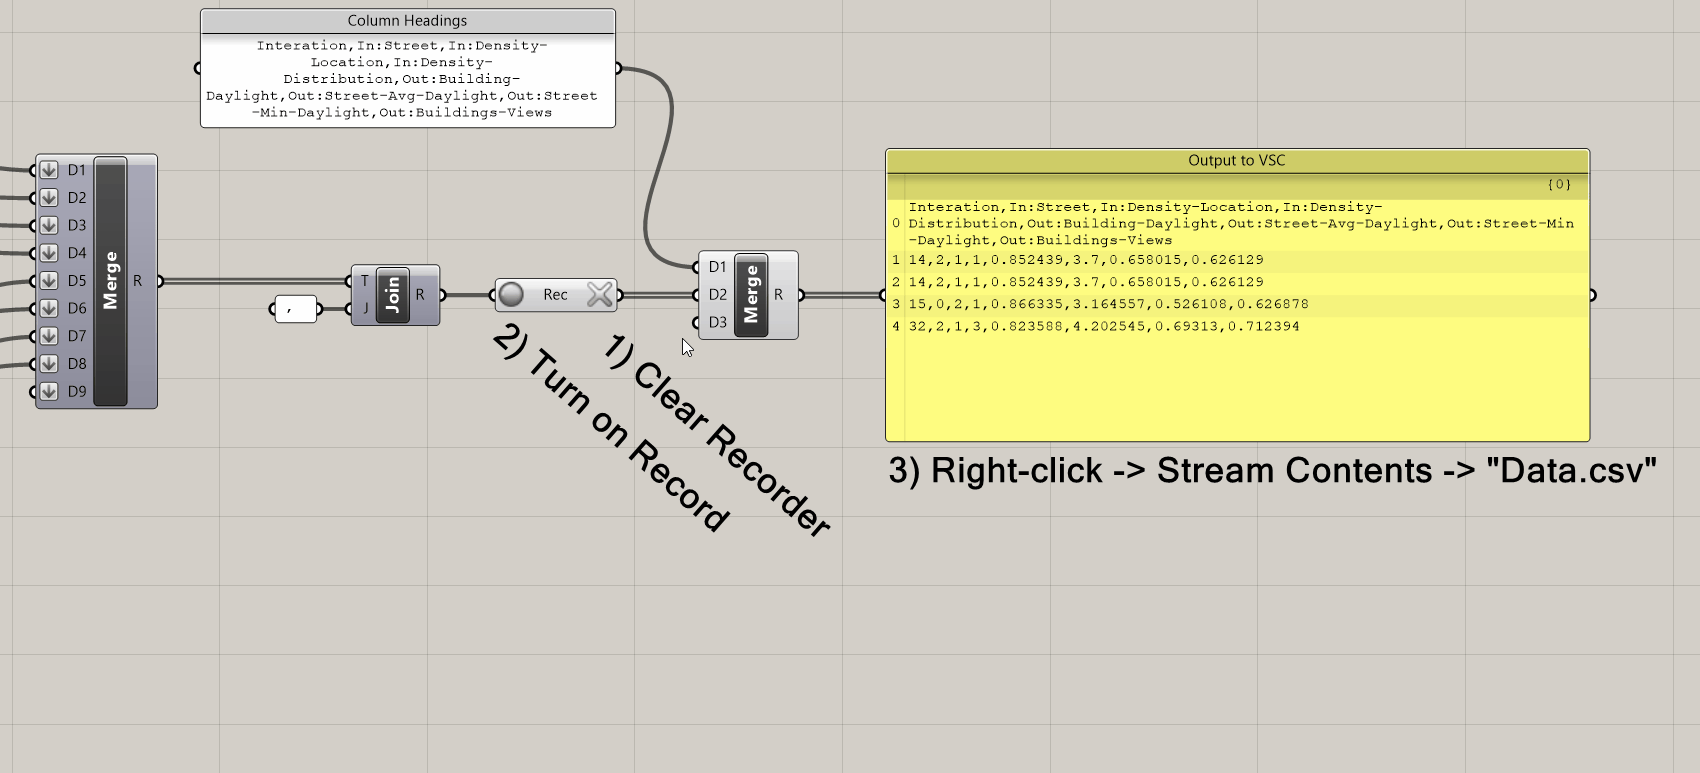 Column Headings
Interation,In:Street,In:Density-
Location,In:Density-
Distribution,Out:Building-
Daylight,Out:Street-Avg-Daylight,Out:Street
-Min-Daylight,Out:Buildings-Views
D1
D2
D3
D4
D5
D6
D7
D8
D9
Merge
R
,
T
J
Join
R
Rec
D1
D2
D3
Merge
R
2) Turn on Record
1) Clear Recorder
Output to VSC
{0}
0 Interation,In:Street,In:Density-Location,In:Density-
Distribution,Out:Building-Daylight,Out:Street-Avg-Daylight,Out:Street-Min
-Daylight,Out:Buildings-Views
1 14,2,1,1,0.852439,3.7,0.658015,0.626129
2 14,2,1,1,0.852439,3.7,0.658015,0.626129
3 15,0,2,1,0.866335,3.164557,0.526108,0.626878
4 32,2,1,3,0.823588,4.202545,0.69313,0.712394
3) Right-click -> Stream Contents -> "Data.csv"